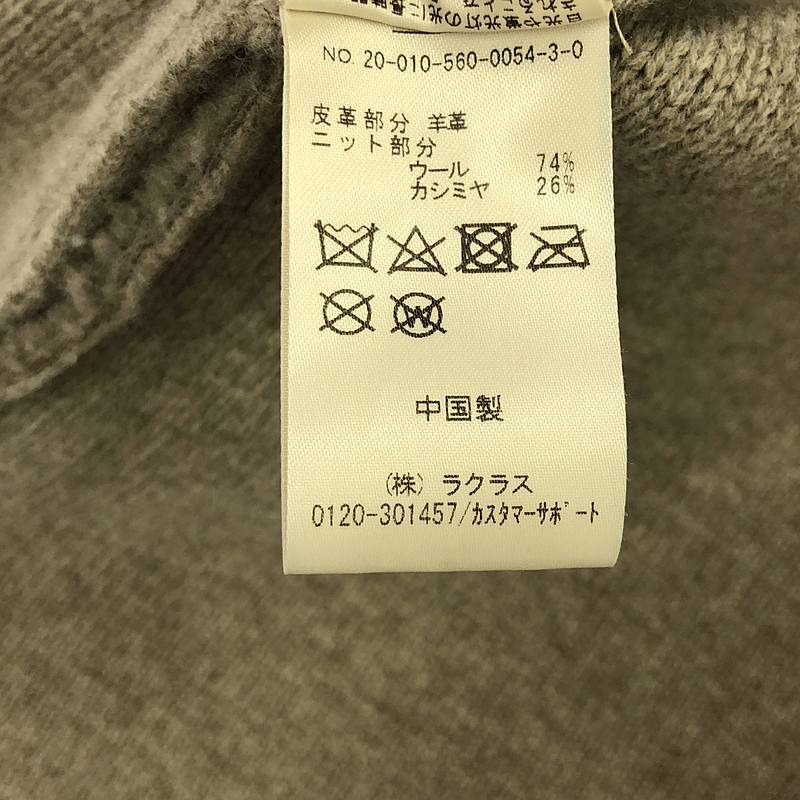 NO. 20-010-560-0054-3-0
皮革部分 羊革
ニット部分
ウール 74%
カシミヤ 26%
W
中国製
(株) ラクラス
0120-301457/カスタマーサポート